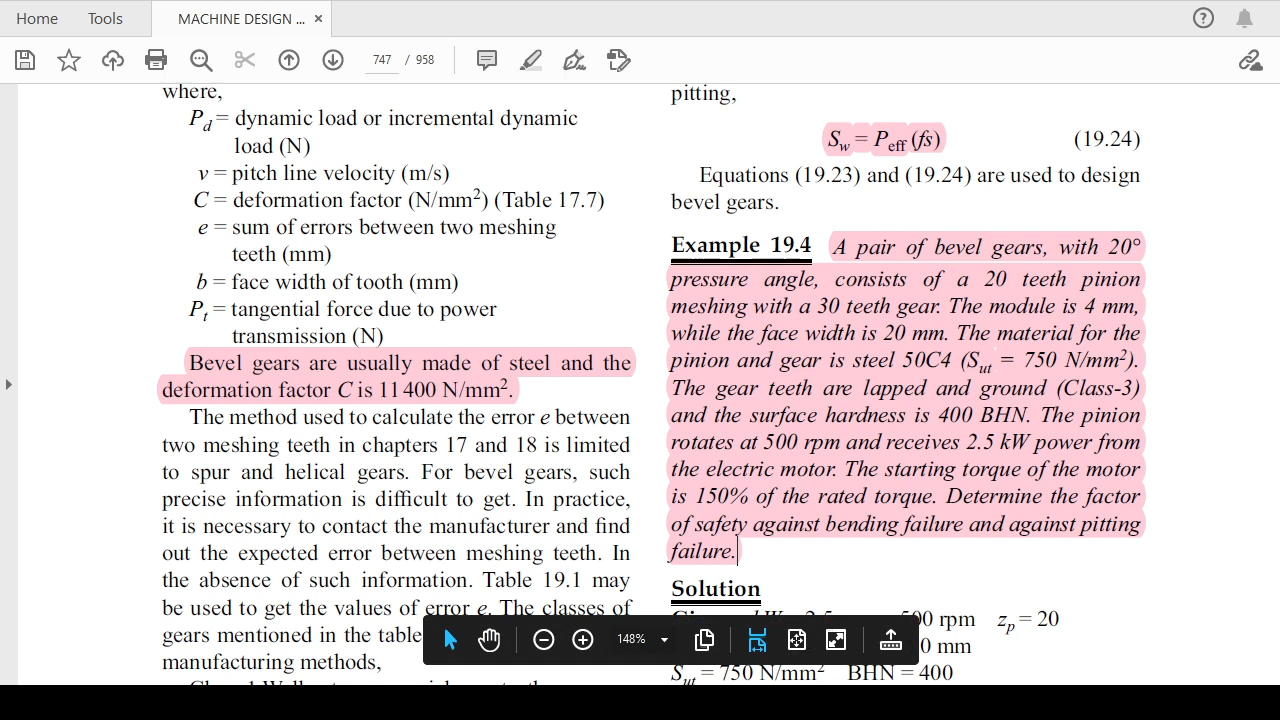 Home Tools MACHINE DESIGN ... ×
747 / 958
where,
P_d = dynamic load or incremental dynamic
load (N)
v = pitch line velocity (m/s)
C = deformation factor (N/mm²) (Table 17.7)
e = sum of errors between two meshing
teeth (mm)
b = face width of tooth (mm)
P_t = tangential force due to power
transmission (N)
Bevel gears are usually made of steel and the
deformation factor C is 11400 N/mm².
The method used to calculate the error e between
two meshing teeth in chapters 17 and 18 is limited
to spur and helical gears. For bevel gears, such
precise information is difficult to get. In practice,
it is necessary to contact the manufacturer and find
out the expected error between meshing teeth. In
the absence of such information. Table 19.1 may
be used to get the values of error e. The classes of
gears mentioned in the table
manufacturing methods,
pitting,
S_w = P_eff (fs) (19.24)
Equations (19.23) and (19.24) are used to design
bevel gears.
Example 19.4 A pair of bevel gears, with 20°
pressure angle, consists of a 20 teeth pinion
meshing with a 30 teeth gear. The module is 4 mm,
while the face width is 20 mm. The material for the
pinion and gear is steel 50C4 (S_ut = 750 N/mm²).
The gear teeth are lapped and ground (Class-3)
and the surface hardness is 400 BHN. The pinion
rotates at 500 rpm and receives 2.5 kW power from
the electric motor. The starting torque of the motor
is 150% of the rated torque. Determine the factor
of safety against bending failure and against pitting
failure.
Solution
rpm z_p = 20
mm
S_ut = 750 N/mm² BHN = 400
148%